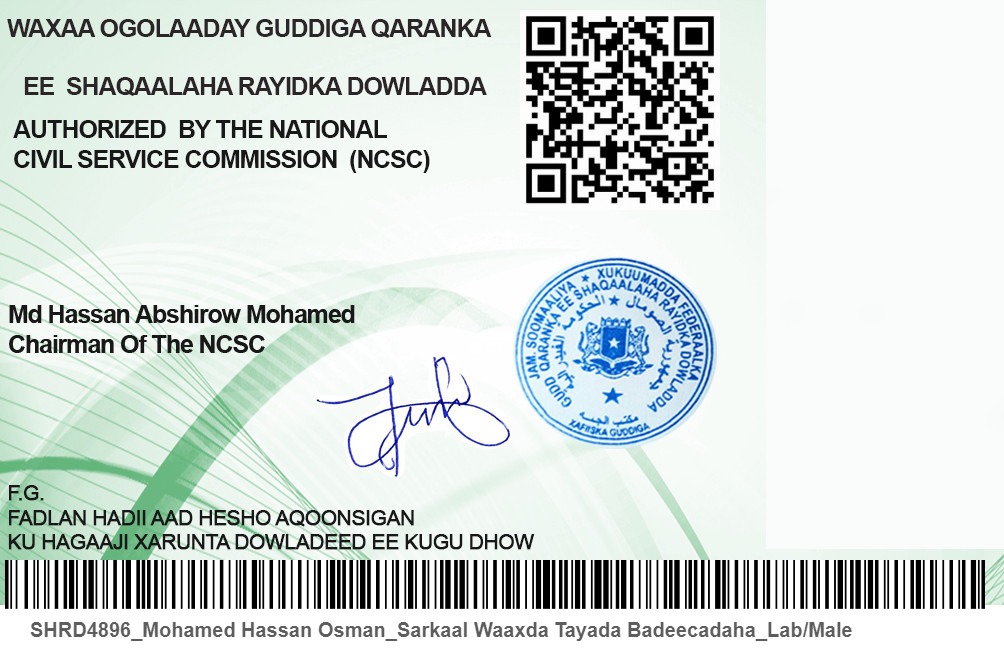 WAXAA OGOLAADAY GUDDIGA QARANKA
EE SHAQAALAHA RAYIDKA DOWLADDA
AUTHORIZED BY THE NATIONAL
CIVIL SERVICE COMMISSION (NCSC)
Md Hassan Abshirow Mohamed
Chairman Of The NCSC
JAM. SOOMAALIYA ★ XUKUUMADDA FEDERAALKA
GUDD QARANKA EE SHAQAALAHA RAYIDKA DOWLADDA
XAFIISKA GUDDIGA
F.G.
FADLAN HADII AAD HESHO AQOONSIGAN
KU HAGAAJI XARUNTA DOWLADEED EE KUGU DHOW
SHRD4896_Mohamed Hassan Osman_Sarkaal Waaxda Tayada Badeecadaha_Lab/Male